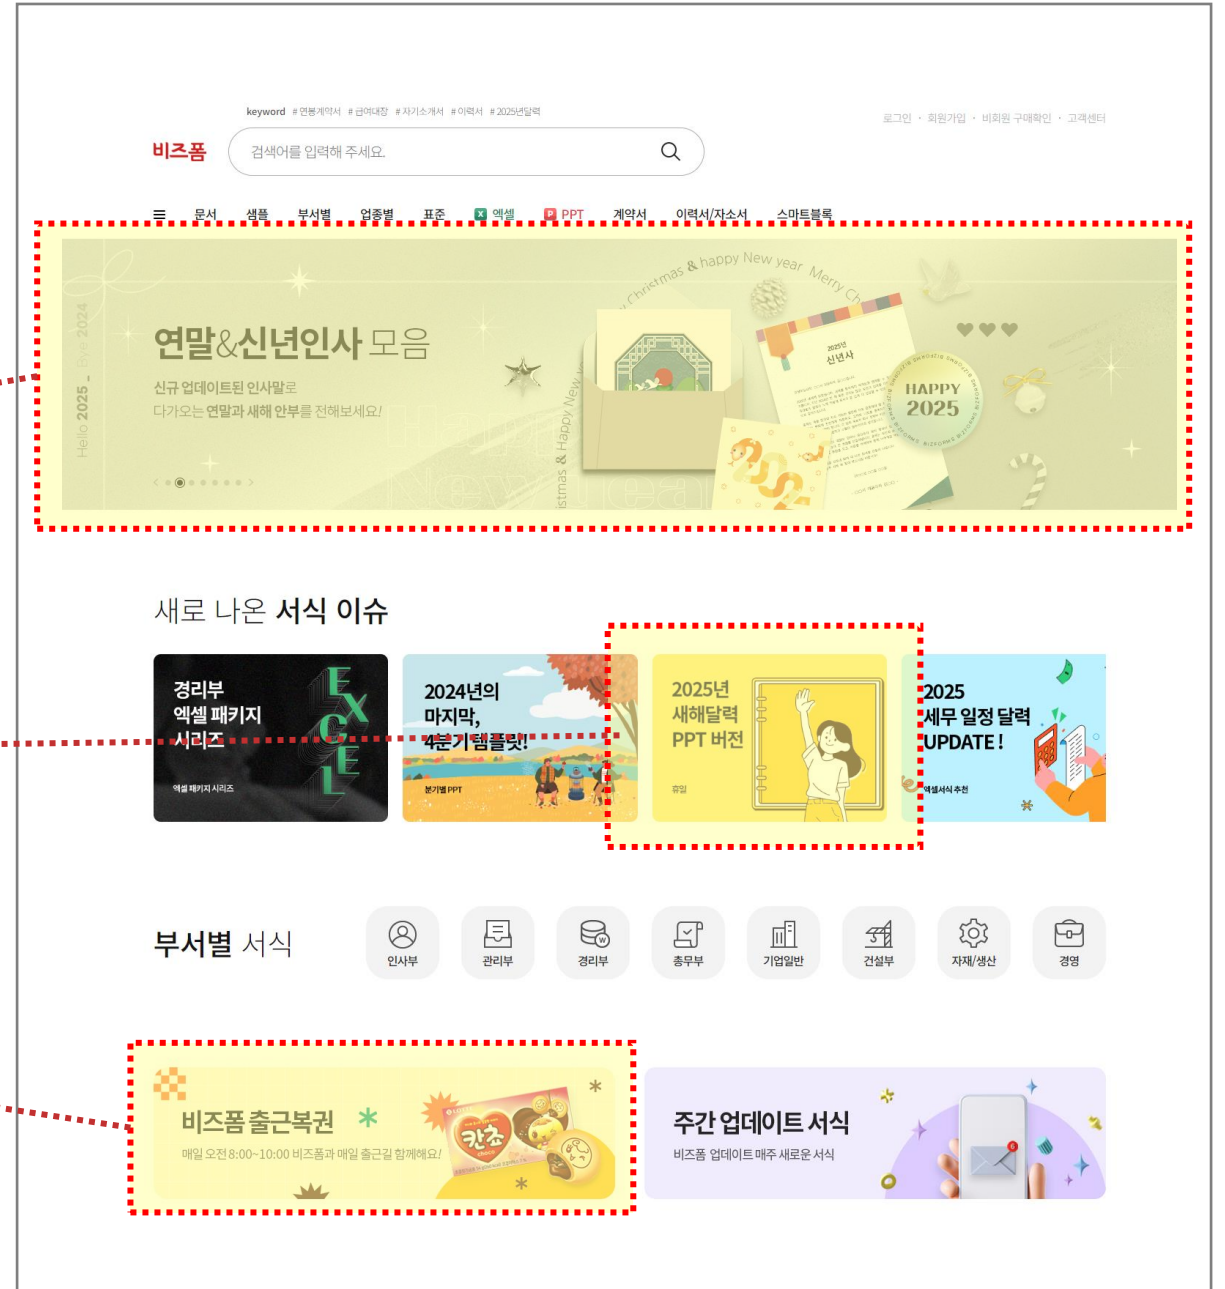 keyword # 연봉계약서 # 급여대장 # 자기소개서 # 이력서 # 2025년달력
로그인 · 회원가입 · 비회원 구매확인 · 고객센터
비즈폼 검색어를 입력해 주세요.
문서 샘플 부서별 업종별 표준 X 엑셀 P PPT 계약서 이력서/자소서 스마트블록
Hello 2025 _ Bye 2024
연말&신년인사 모음
신규 업데이트된 인사말로
다가오는 연말과 새해 안부를 전해보세요!
Christmas & happy New year Merry Ch
istmas & Happy New y
2025년
신년사
HAPPY
2025
새로 나온 서식 이슈
경리부
엑셀 패키지
시리즈
엑셀 패키지 시리즈
EXCEL
2024년의
마지막,
4분기 템플릿!
분기별 PPT
2025년
새해달력
PPT 버전
휴일
2025
세무 일정 달력
UPDATE !
엑셀서식 추천
부서별 서식
인사부 관리부 경리부 총무부 기업일반 건설부 자재/생산 경영
비즈폼 출근복권
매일 오전 8:00~10:00 비즈폼과 매일 출근길 함께해요!
LOTTE
칸쵸
choco
주간 업데이트 서식
비즈폼 업데이트 매주 새로운 서식
6